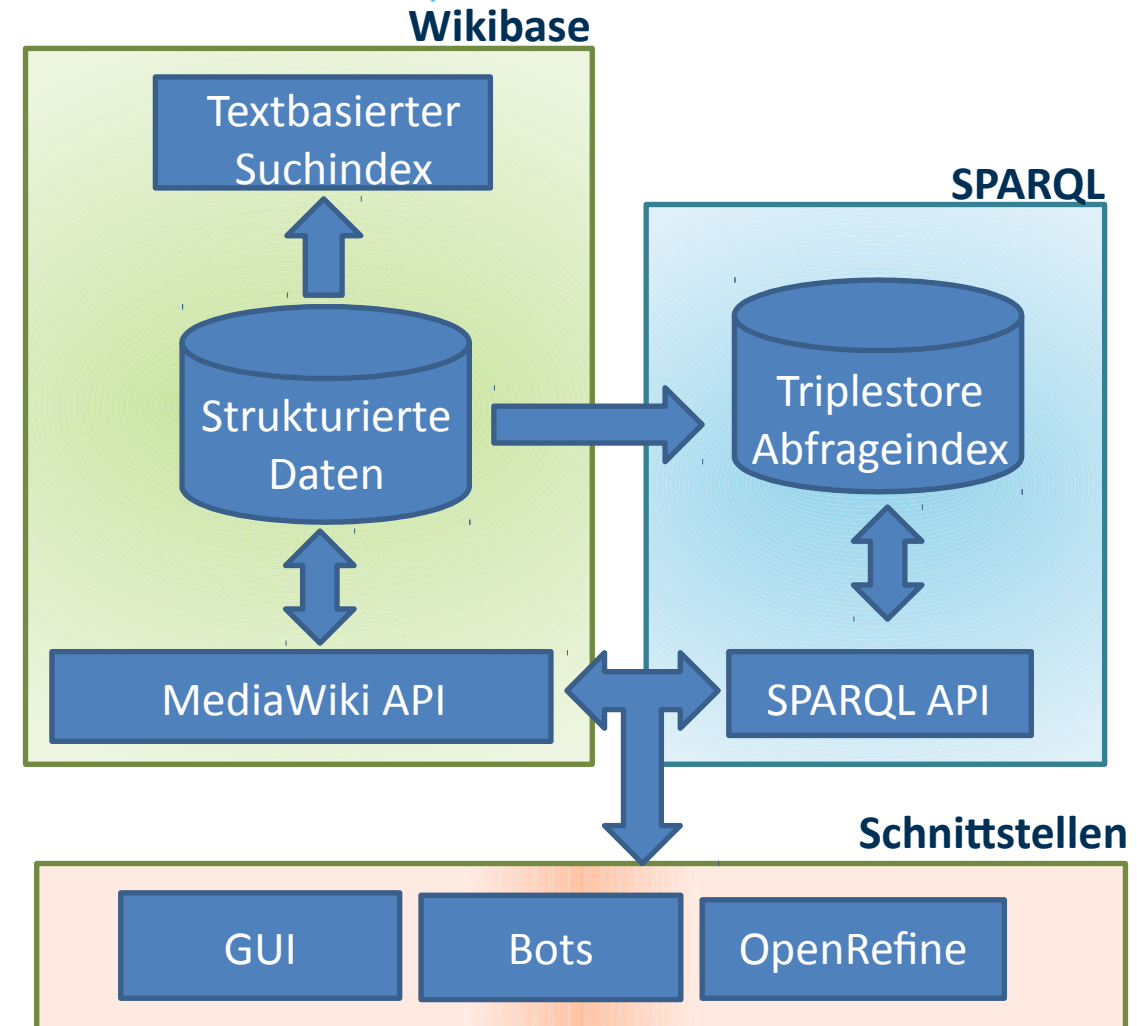 Wikibase
Textbasierter
Suchindex
SPARQL
Strukturierte
Daten
Triplestore
Abfrageindex
MediaWiki API
SPARQL API
Schnittstellen
GUI
Bots
OpenRefine